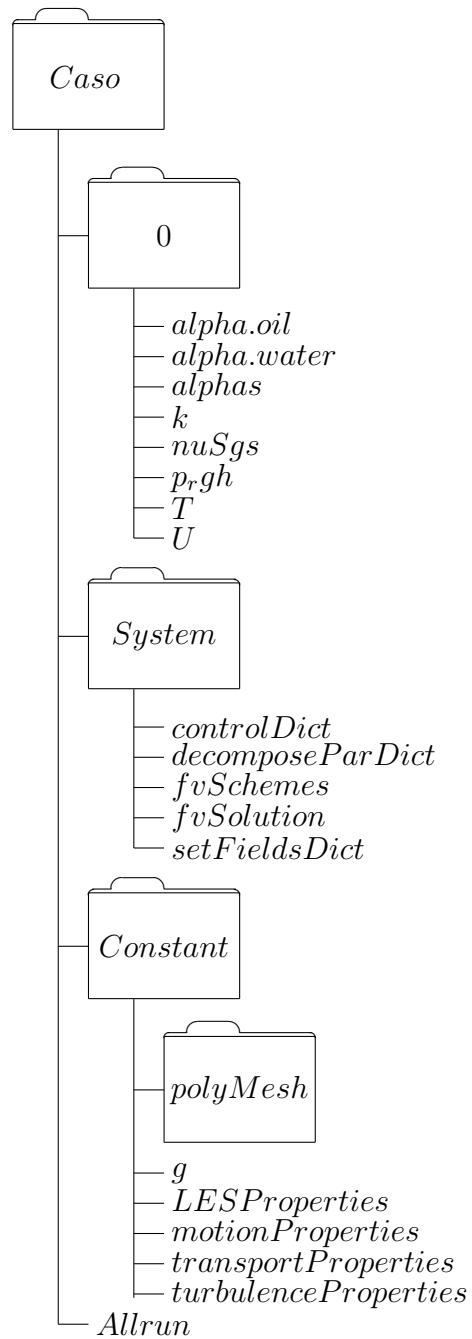 Caso
0
alpha.oil
alpha.water
alphas
k
nuSgs
pᵣgh
T
U
System
controlDict
decomposeParDict
fvSchemes
fvSolution
setFieldsDict
Constant
polyMesh
g
LESProperties
motionProperties
transportProperties
turbulenceProperties
Allrun